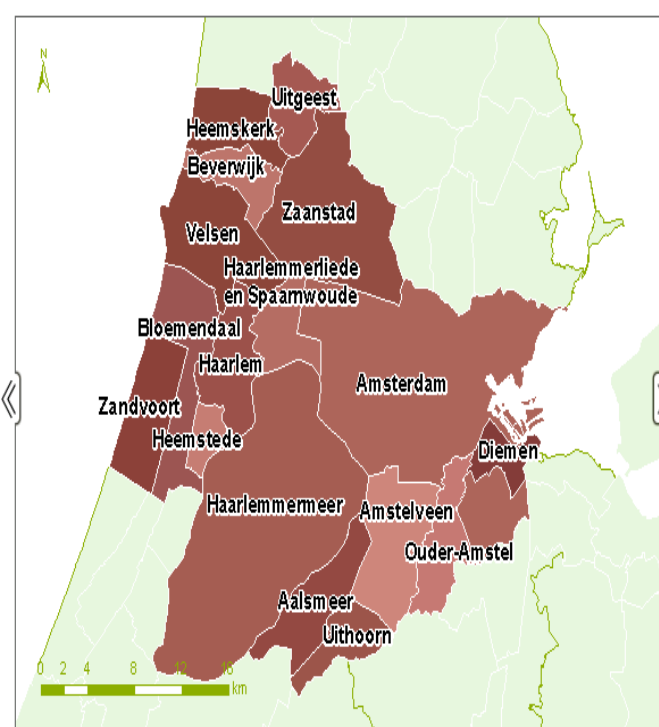 N
Uitgeest
Heemskerk
Beverwijk
Zaanstad
Velsen
Haarlemmerliede
en Spaarnwoude
Bloemendaal
Haarlem
Amsterdam
Zandvoort
Heemstede
Diemen
Haarlemmermeer
Amstelveen
Ouder-Amstel
Aalsmeer
Uithoorn
0 2 4 8 12 16
km